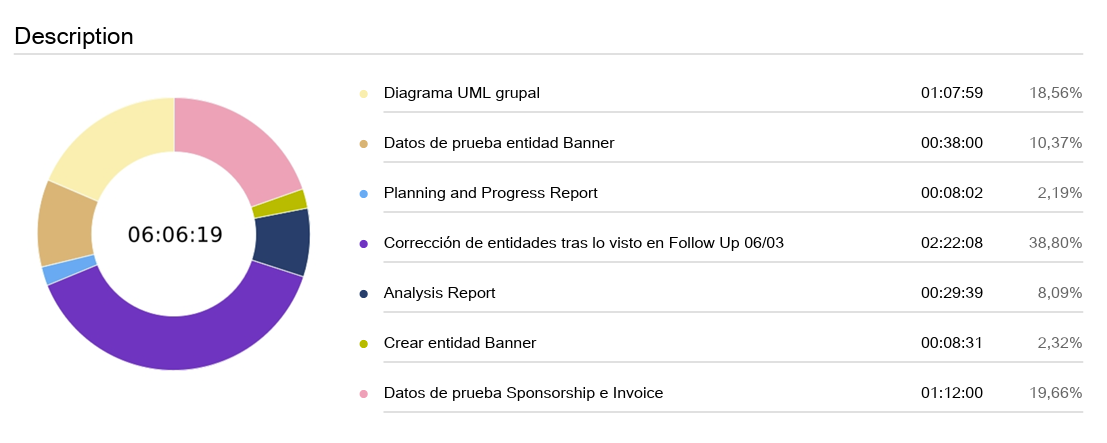 Description
Diagrama UML grupal 01:07:59 18,56%
Datos de prueba entidad Banner 00:38:00 10,37%
Planning and Progress Report 00:08:02 2,19%
06:06:19
Corrección de entidades tras lo visto en Follow Up 06/03 02:22:08 38,80%
Analysis Report 00:29:39 8,09%
Crear entidad Banner 00:08:31 2,32%
Datos de prueba Sponsorship e Invoice 01:12:00 19,66%